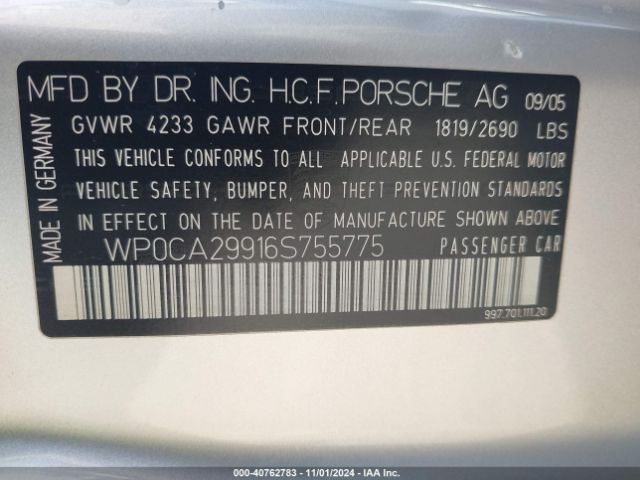 MFD BY DR. ING. H.C.F. PORSCHE AG 09/05
GVWR 4233 GAWR FRONT/REAR 1819/2690 LBS
THIS VEHICLE CONFORMS TO ALL APPLICABLE U.S. FEDERAL MOTOR
VEHICLE SAFETY, BUMPER, AND THEFT PREVENTION STANDARDS
IN EFFECT ON THE DATE OF MANUFACTURE SHOWN ABOVE
WP0CA29916S755775 PASSENGER CAR
MADE IN GERMANY
997.701.111.20
000-40762783 - 11/01/2024 - IAA Inc.